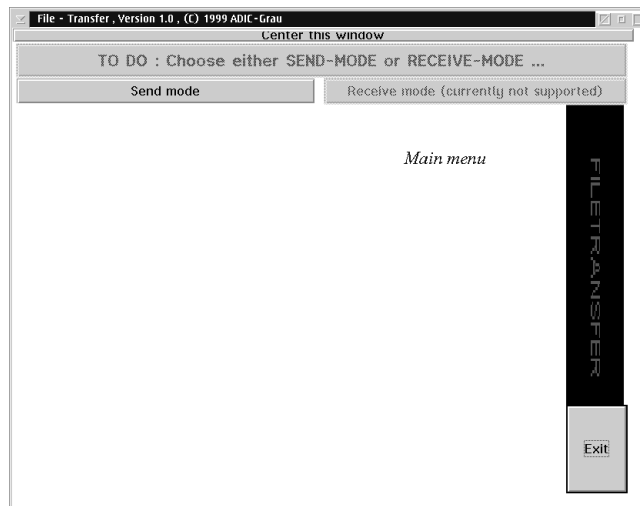 File - Transfer , Version 1.0 , (C) 1999 ADIC-Grau
Center this window
TO DO : Choose either SEND-MODE or RECEIVE-MODE ...
Send mode
Receive mode (currently not supported)
Main menu
FILETRANSFER
Exit